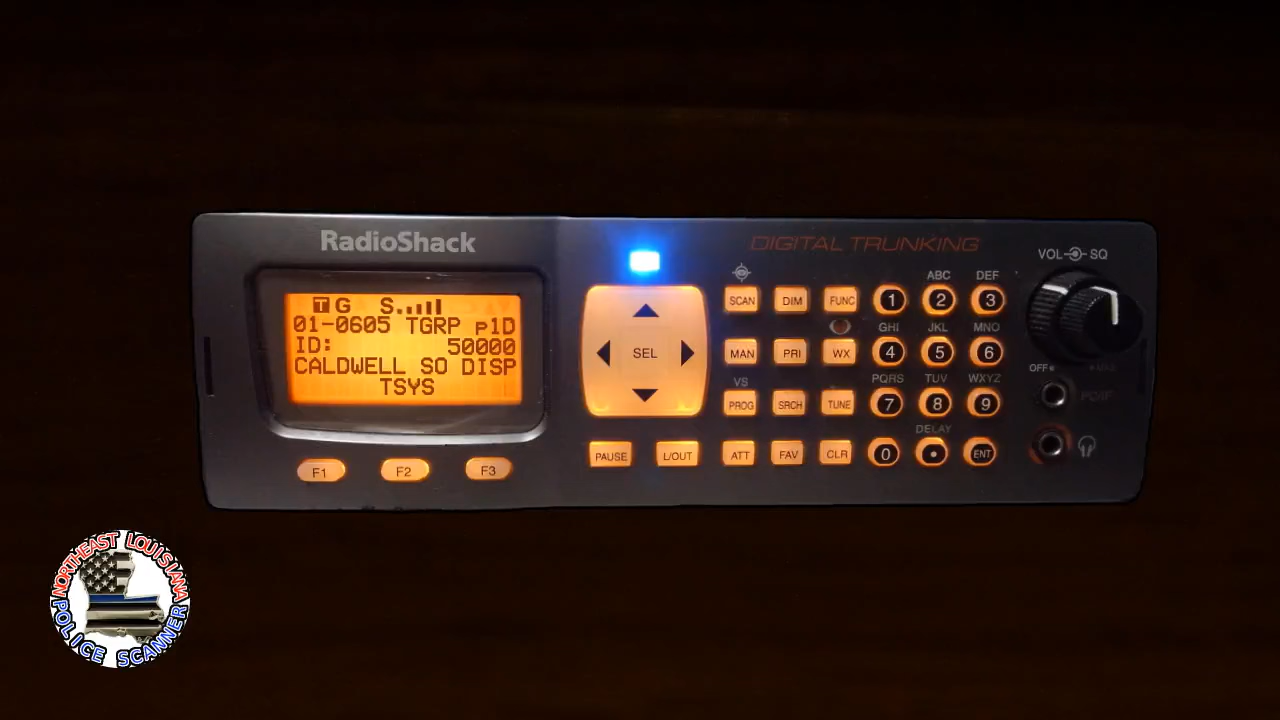 RadioShack
DIGITAL TRUNKING
VOL SQ
T G S
01-0605 TGRP p1D
ID: 50000
CALDWELL SO DISP
TSYS
F1 F2 F3
SEL
PAUSE L/OUT
SCAN DIM FUNC
MAN PRI WX
VS
PROG SRCH TUNE
ATT FAV CLR
ABC DEF
1 2 3
GHI JKL MNO
4 5 6
PQRS TUV WXYZ
7 8 9
DELAY
0 • ENT
OFF MAX
PC/IF
NORTHEAST LOUISIANA
POLICE SCANNER